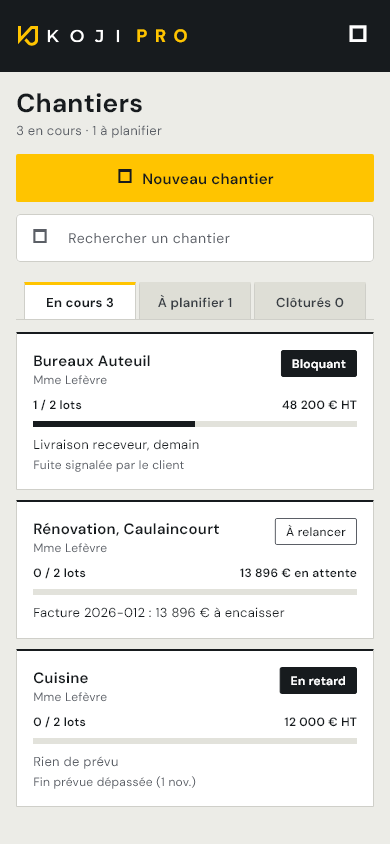 KOJI PRO
Chantiers
3 en cours · 1 à planifier
Nouveau chantier
Rechercher un chantier
En cours 3
À planifier 1
Clôturés 0
Bureaux Auteuil
Bloquant
Mme Lefèvre
1 / 2 lots
48 200 € HT
Livraison receveur, demain
Fuite signalée par le client
Rénovation, Caulaincourt
À relancer
Mme Lefèvre
0 / 2 lots
13 896 € en attente
Facture 2026-012 : 13 896 € à encaisser
Cuisine
En retard
Mme Lefèvre
0 / 2 lots
12 000 € HT
Rien de prévu
Fin prévue dépassée (1 nov.)